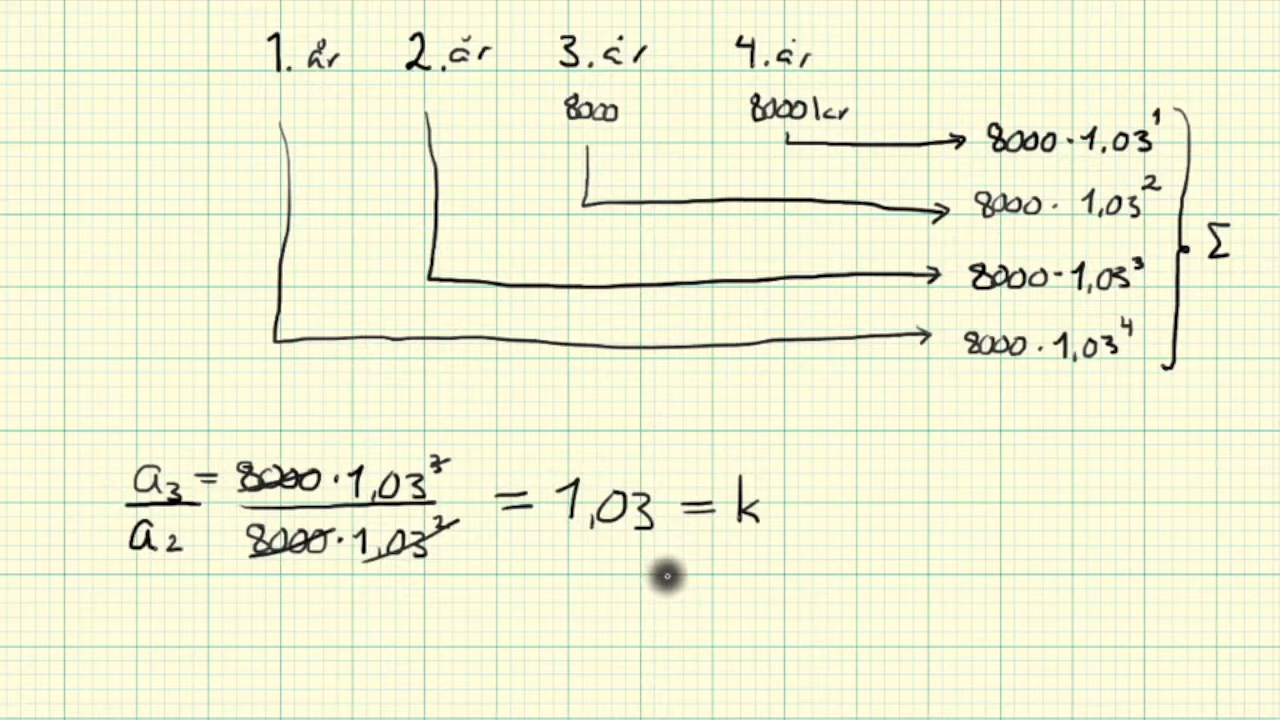 1. år 2. år 3. år 4. år
8000 8000 kr
8000 · 1,03¹
8000 · 1,03²
8000 · 1,03³
8000 · 1,03⁴
Σ
a₃ = 8000 · 1,03³ = 1,03 = k
a₂ 8000 · 1,03²